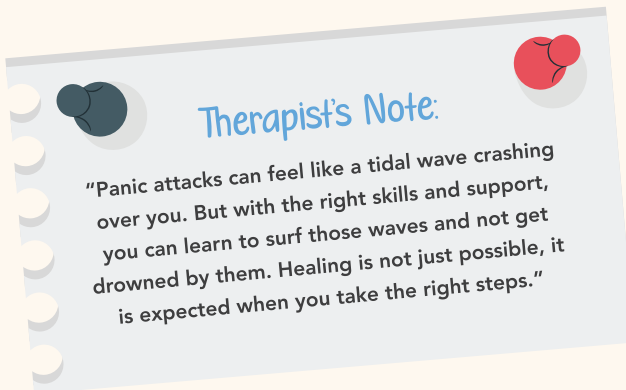 Therapist's Note:
“Panic attacks can feel like a tidal wave crashing
over you. But with the right skills and support,
you can learn to surf those waves and not get
drowned by them. Healing is not just possible, it
is expected when you take the right steps.”